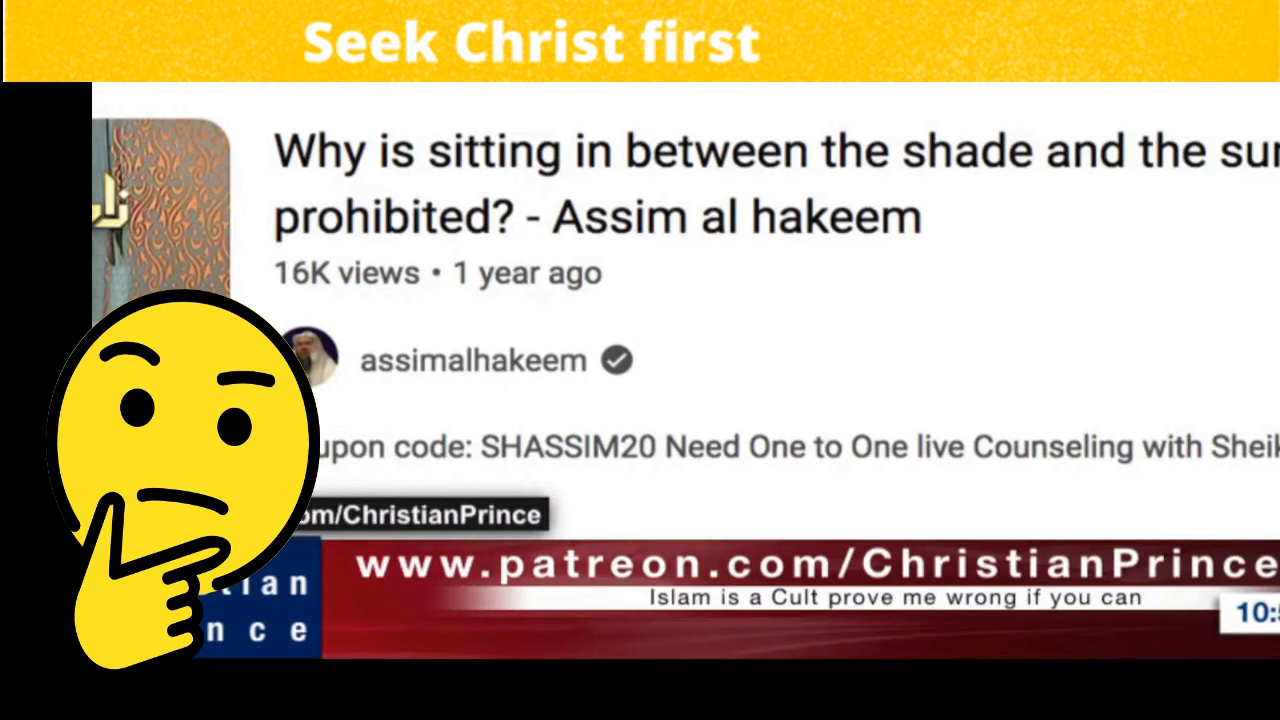 Seek Christ first
Why is sitting in between the shade and the sun
prohibited? - Assim al hakeem
16K views • 1 year ago
assimalhakeem
upon code: SHASSIM20 Need One to One live Counseling with Sheik
om/ChristianPrince
www.patreon.com/ChristianPrince
Islam is a Cult prove me wrong if you can
tian
nce
10: